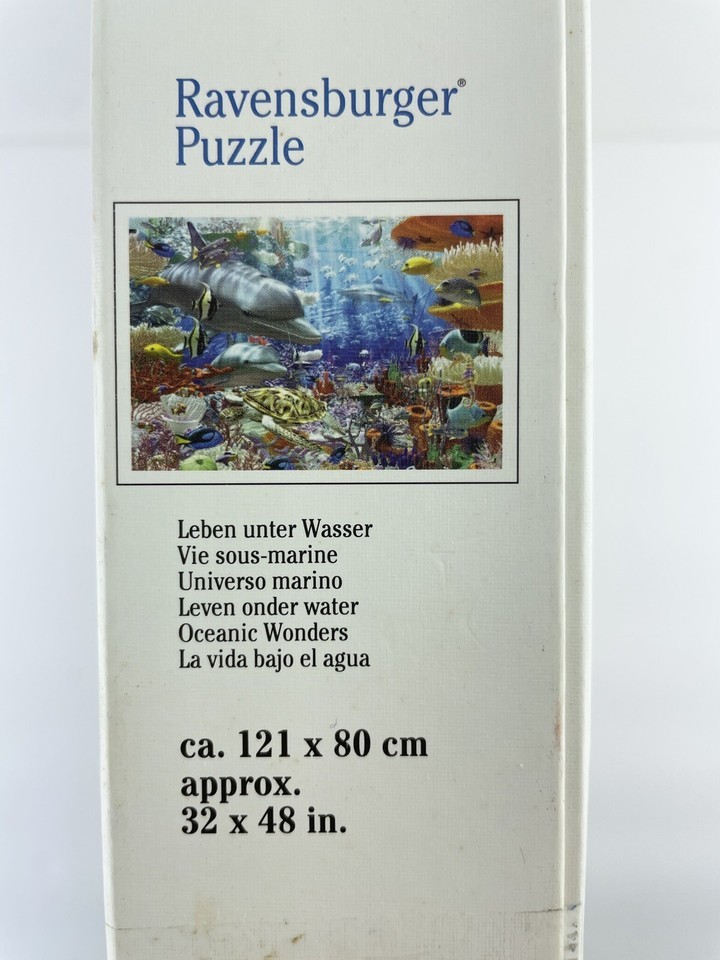 Ravensburger®
Puzzle
Leben unter Wasser
Vie sous-marine
Universo marino
Leven onder water
Oceanic Wonders
La vida bajo el agua
ca. 121 x 80 cm
approx.
32 x 48 in.